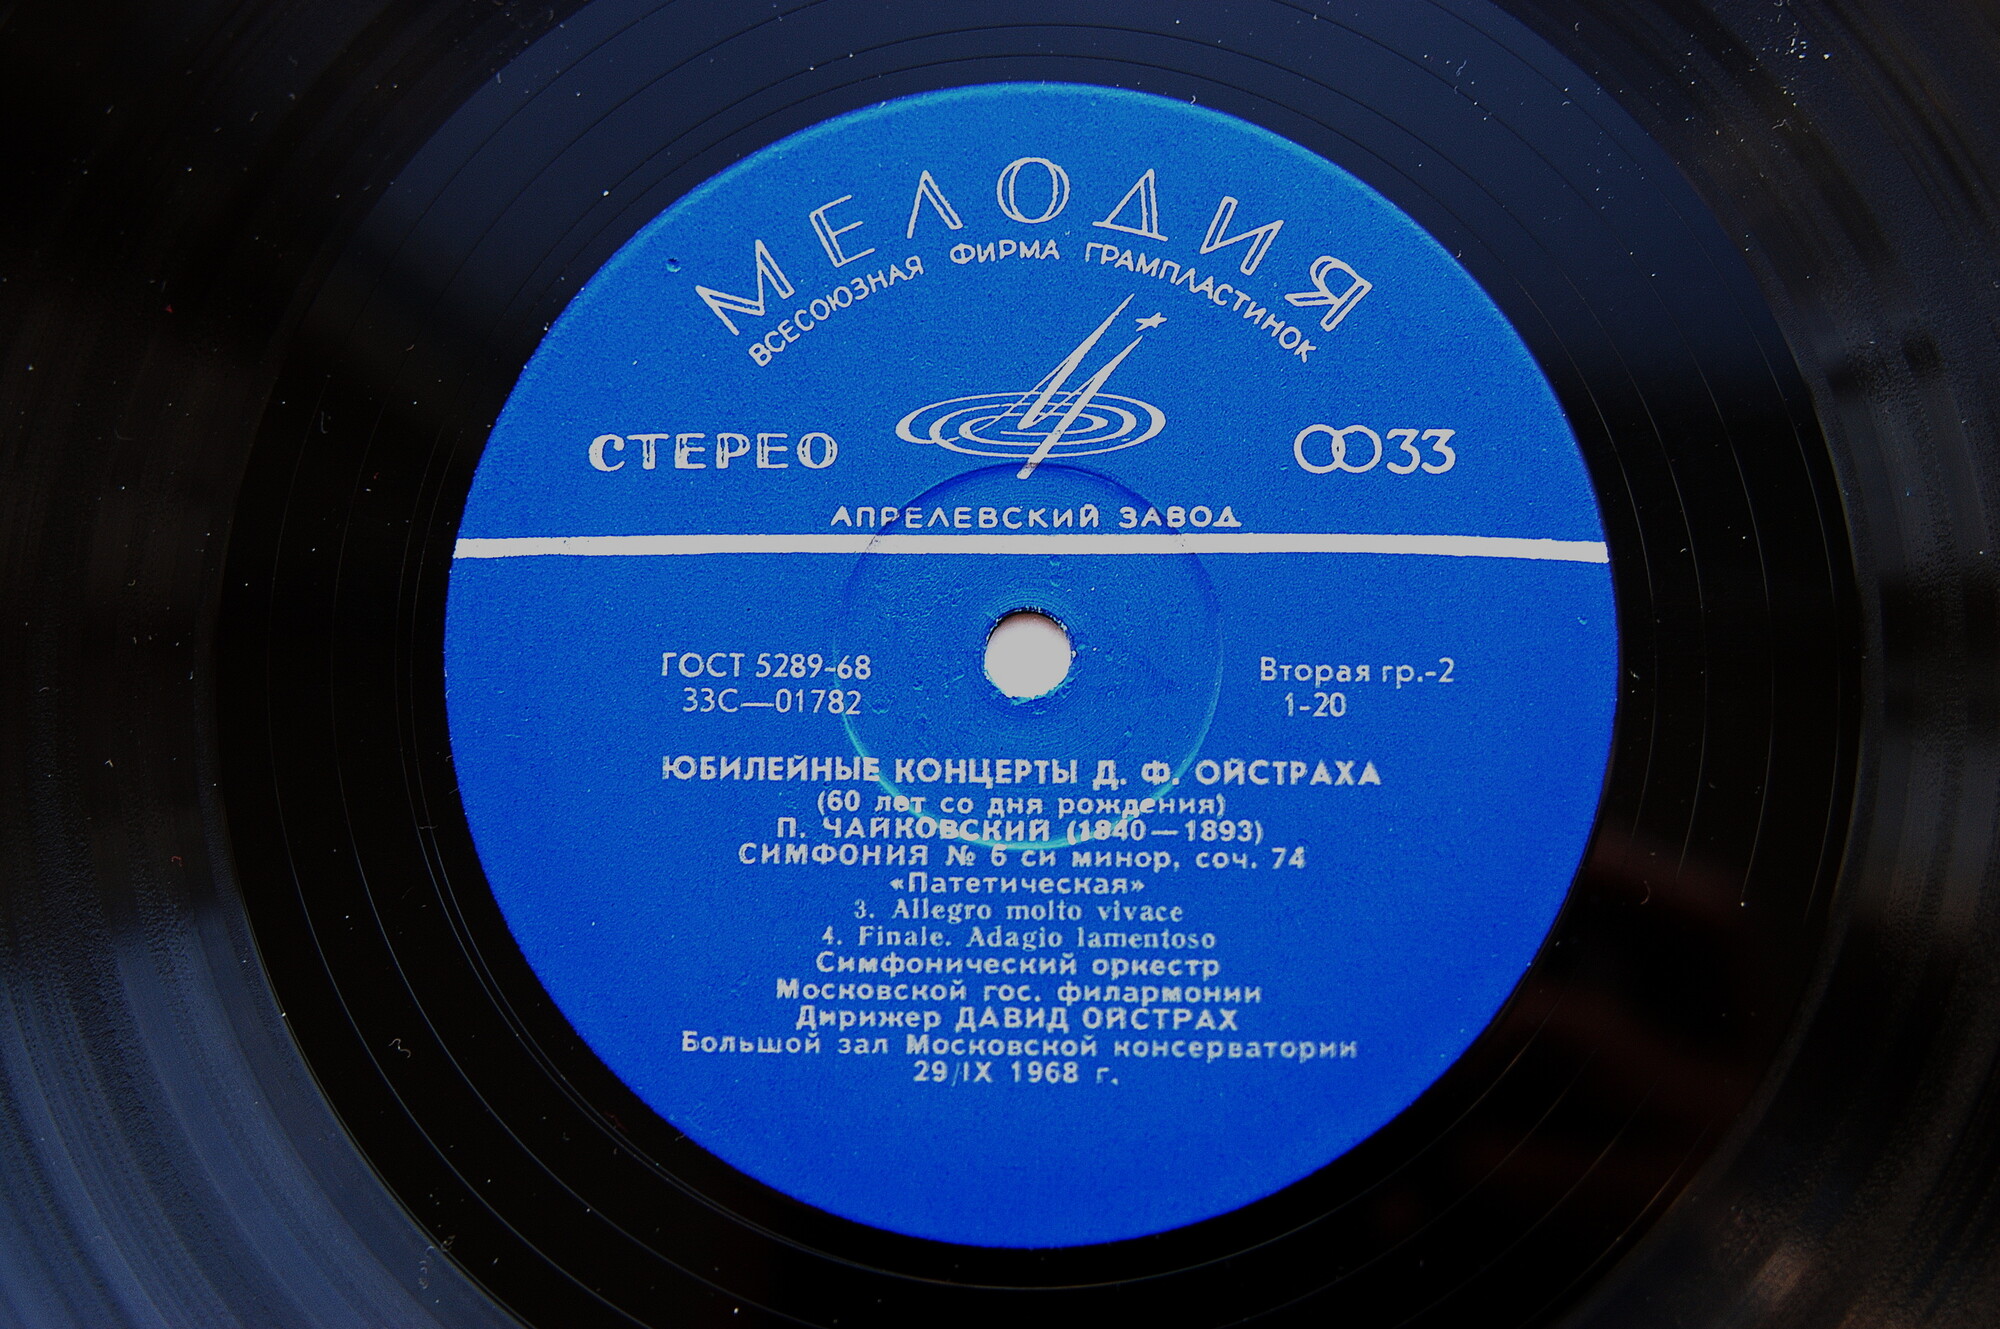 МЕЛОДИЯ
ВСЕСОЮЗНАЯ ФИРМА ГРАМПЛАСТИНОК
СТЕРЕО
33
АПРЕЛЕВСКИЙ ЗАВОД
ГОСТ 5289-68
33С—01782
Вторая гр.-2
1-20
ЮБИЛЕЙНЫЕ КОНЦЕРТЫ Д. Ф. ОЙСТРАХА
(60 лет со дня рождения)
П. ЧАЙКОВСКИЙ (1840—1893)
СИМФОНИЯ № 6 си минор, соч. 74
«Патетическая»
3. Allegro molto vivace
4. Finale. Adagio lamentoso
Симфонический оркестр
Московской гос. филармонии
Дирижер ДАВИД ОЙСТРАХ
Большой зал Московской консерватории
29/IX 1968 г.